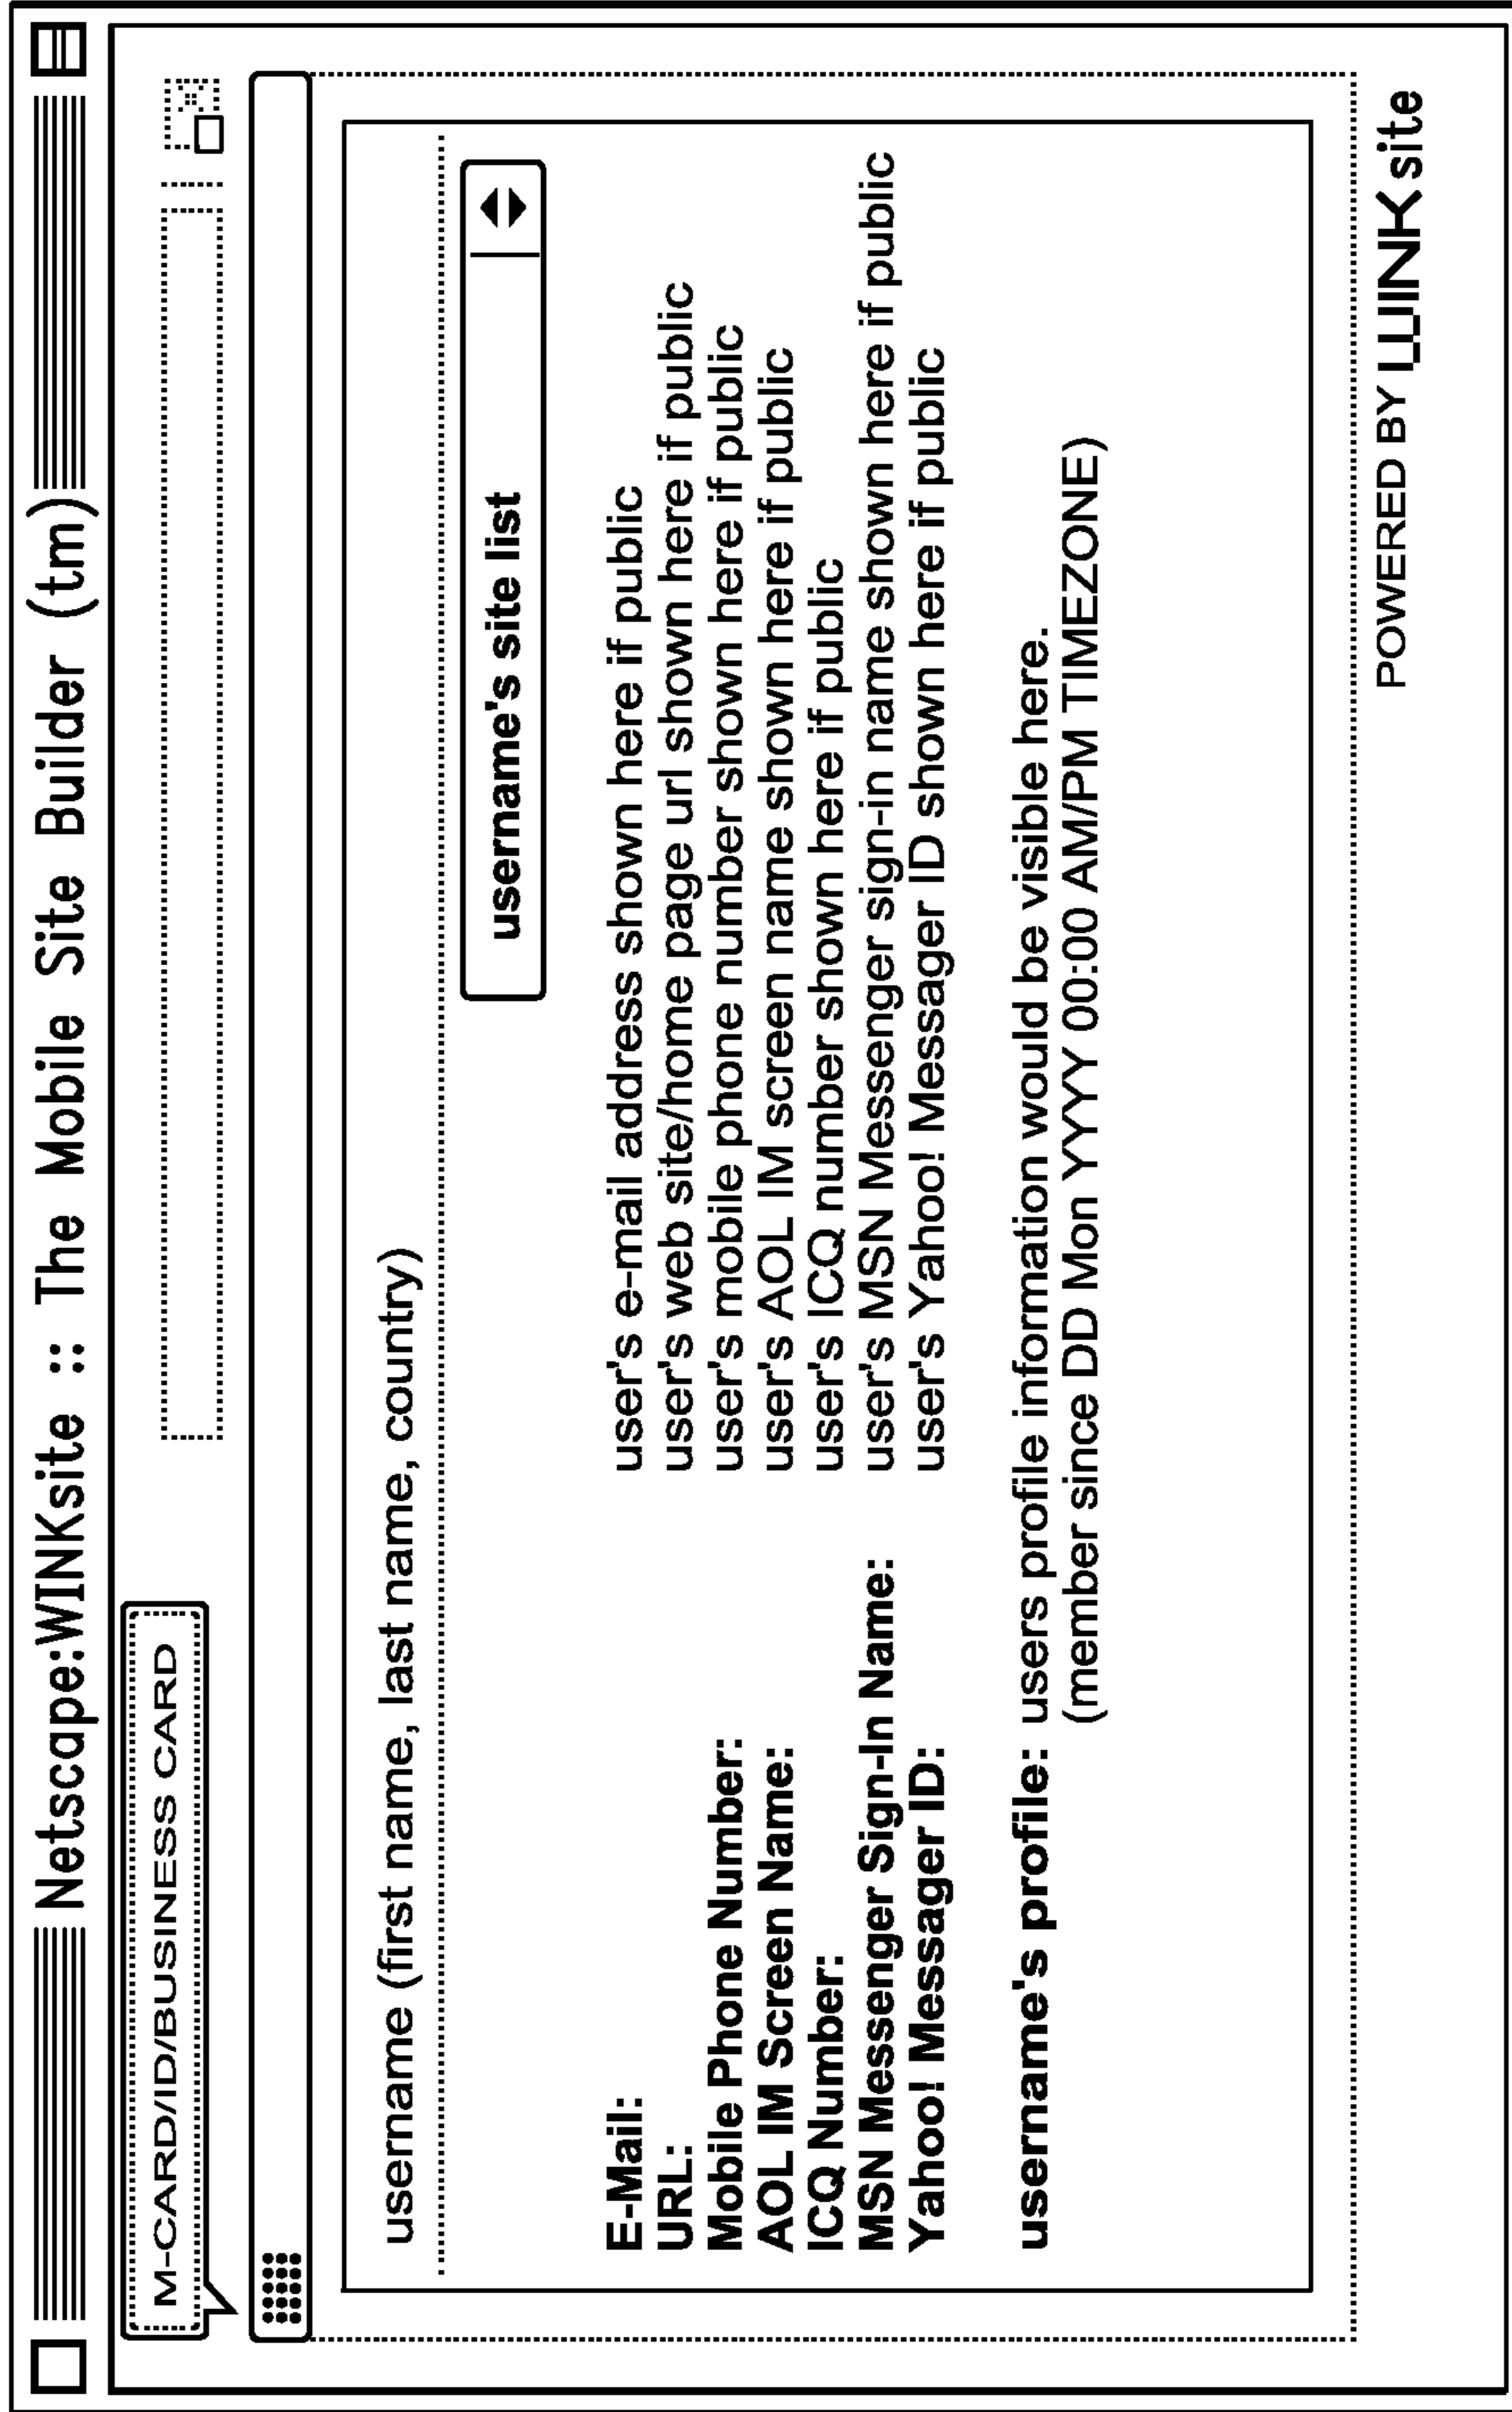 Netscape:WINKsite :: The Mobile Site Builder (tm)
M-CARD/ID/BUSINESS CARD
username (first name, last name, country)
username's site list
E-Mail: user's e-mail address shown here if public
URL: user's web site/home page url shown here if public
Mobile Phone Number: user's mobile phone number shown here if public
AOL IM Screen Name: user's AOL IM screen name shown here if public
ICQ Number: user's ICQ number shown here if public
MSN Messenger Sign-In Name: user's MSN Messenger sign-in name shown here if public
Yahoo! Messager ID: user's Yahoo! Messager ID shown here if public
username's profile: users profile information would be visible here.
(member since DD Mon YYYY 00:00 AM/PM TIMEZONE)
POWERED BY WINKsite